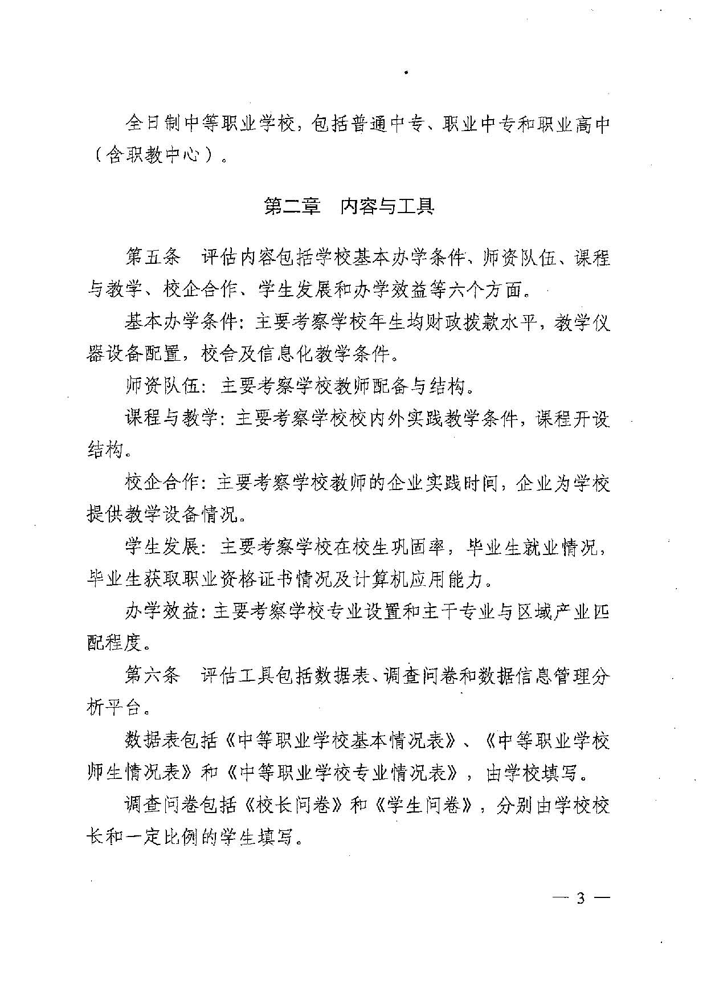 全日制中等职业学校，包括普通中专、职业中专和职业高中
（含职教中心）。
第二章 内容与工具
第五条 评估内容包括学校基本办学条件、师资队伍、课程
与教学、校企合作、学生发展和办学效益等六个方面。
基本办学条件：主要考察学校年生均财政拨款水平，教学仪
器设备配置，校舍及信息化教学条件。
师资队伍：主要考察学校教师配备与结构。
课程与教学：主要考察学校校内外实践教学条件，课程开设
结构。
校企合作：主要考察学校教师的企业实践时间，企业为学校
提供教学设备情况。
学生发展：主要考察学校在校生巩固率，毕业生就业情况，
毕业生获取职业资格证书情况及计算机应用能力。
办学效益：主要考察学校专业设置和主干专业与区域产业匹
配程度。
第六条 评估工具包括数据表、调查问卷和数据信息管理分
析平台。
数据表包括《中等职业学校基本情况表》、《中等职业学校
师生情况表》和《中等职业学校专业情况表》，由学校填写。
调查问卷包括《校长问卷》和《学生问卷》，分别由学校校
长和一定比例的学生填写。
— 3 —